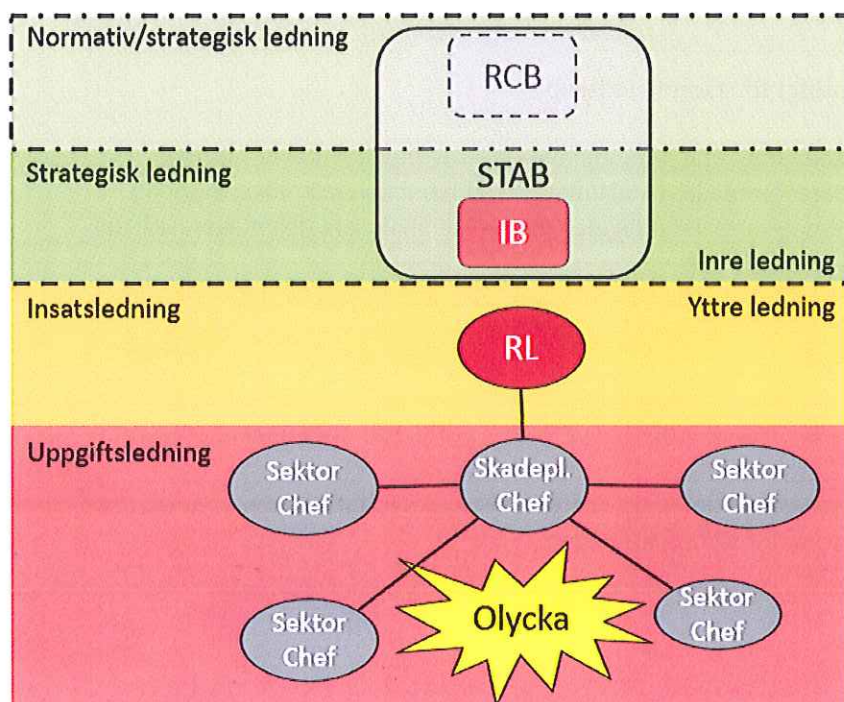 Normativ/strategisk ledning
RCB
Strategisk ledning
STAB
IB
Inre ledning
Insatsledning
Yttre ledning
RL
Uppgiftsledning
Sektor
Chef
Skadepl.
Chef
Sektor
Chef
Sektor
Chef
Olycka
Sektor
Chef